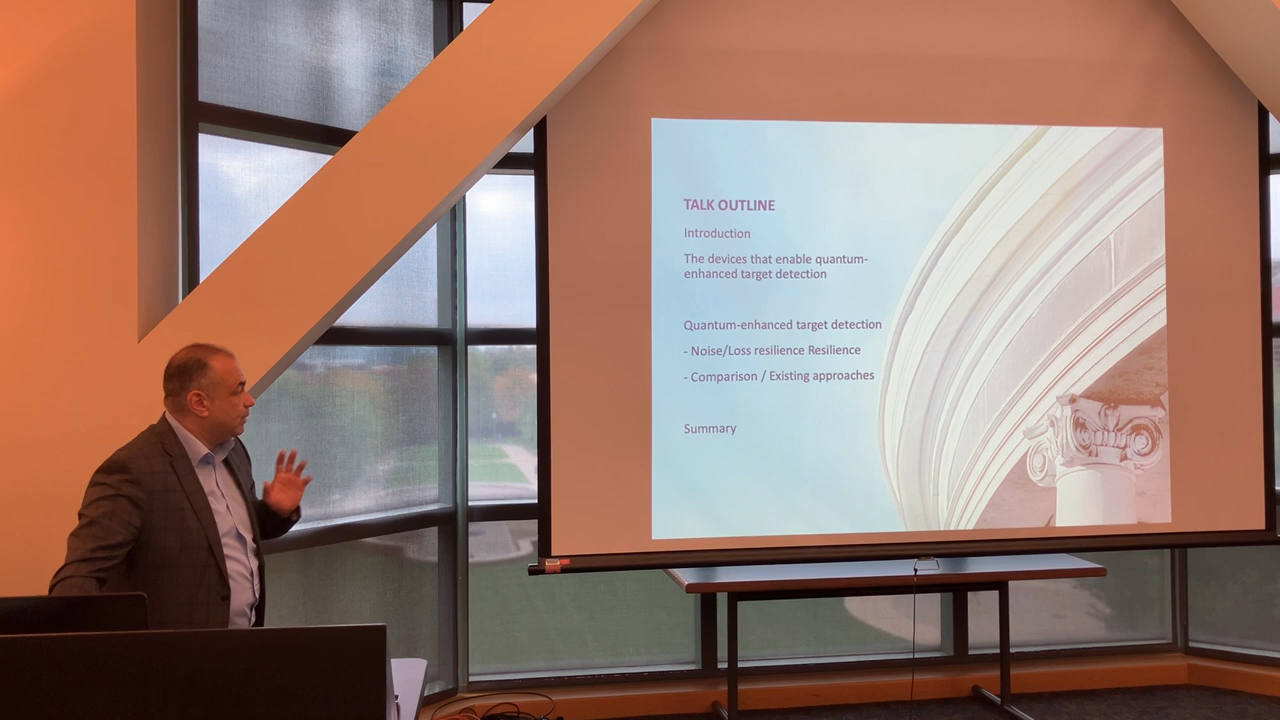 TALK OUTLINE
Introduction
The devices that enable quantum-
enhanced target detection
Quantum-enhanced target detection
- Noise/Loss resilience Resilience
- Comparison / Existing approaches
Summary